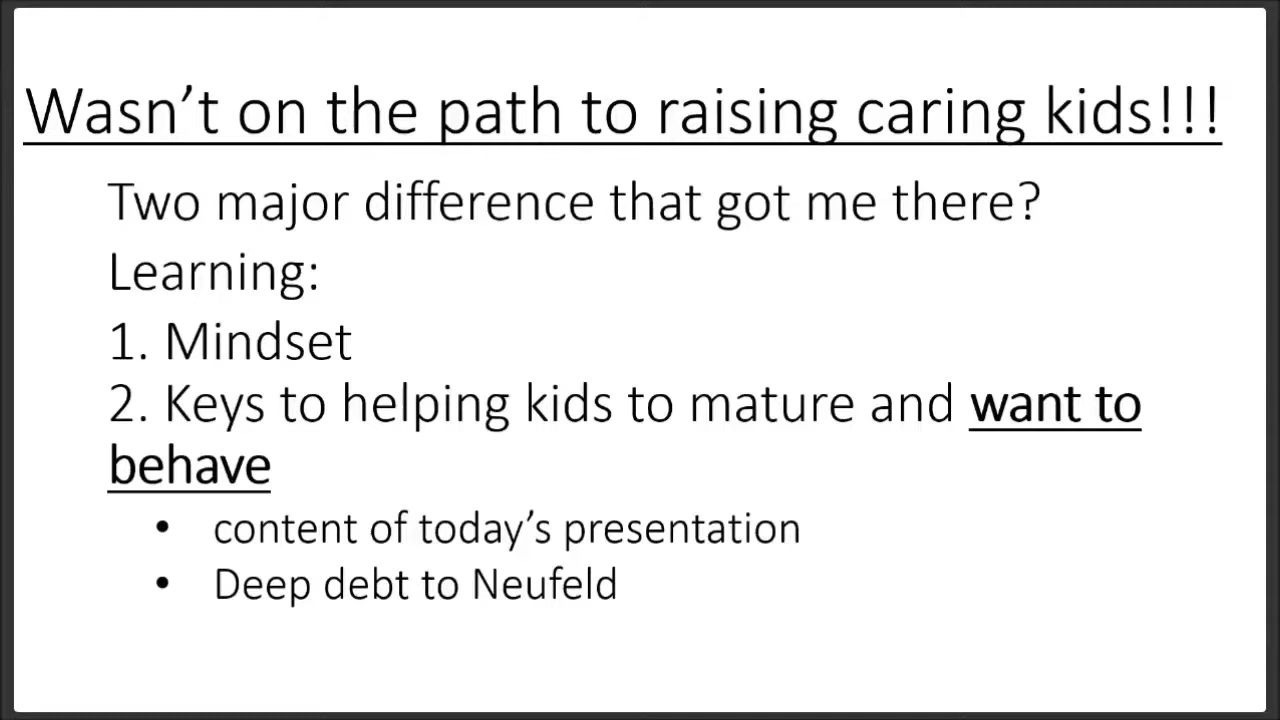 Wasn’t on the path to raising caring kids!!!
Two major difference that got me there?
Learning:
1. Mindset
2. Keys to helping kids to mature and want to
behave
• content of today’s presentation
• Deep debt to Neufeld